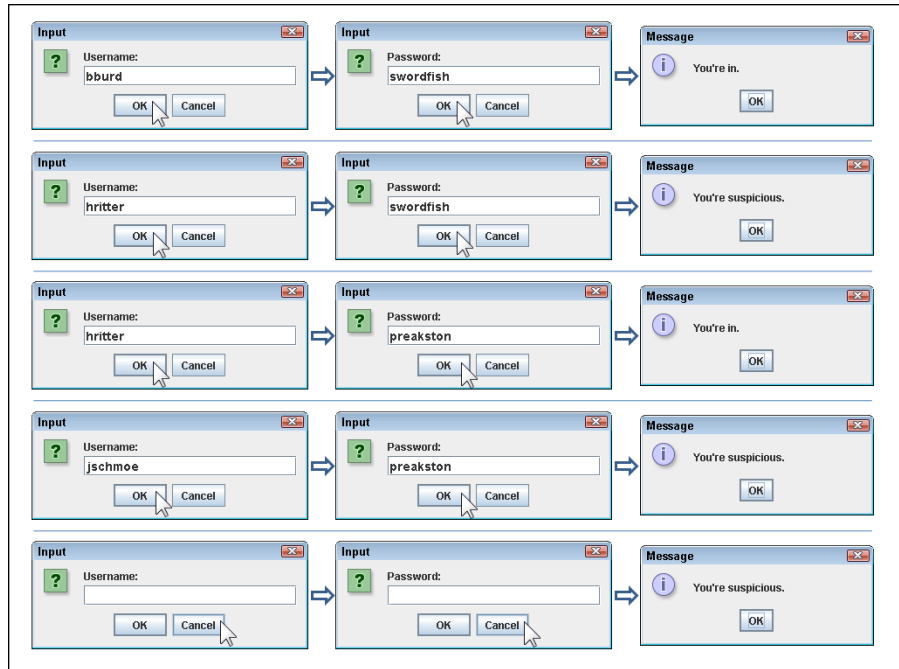 Input
Username:
bburd
OK Cancel
Input
Password:
swordfish
OK Cancel
Message
You're in.
OK
Input
Username:
hritter
OK Cancel
Input
Password:
swordfish
OK Cancel
Message
You're suspicious.
OK
Input
Username:
hritter
OK Cancel
Input
Password:
preakston
OK Cancel
Message
You're in.
OK
Input
Username:
jschmoe
OK Cancel
Input
Password:
preakston
OK Cancel
Message
You're suspicious.
OK
Input
Username:
OK Cancel
Input
Password:
OK Cancel
Message
You're suspicious.
OK